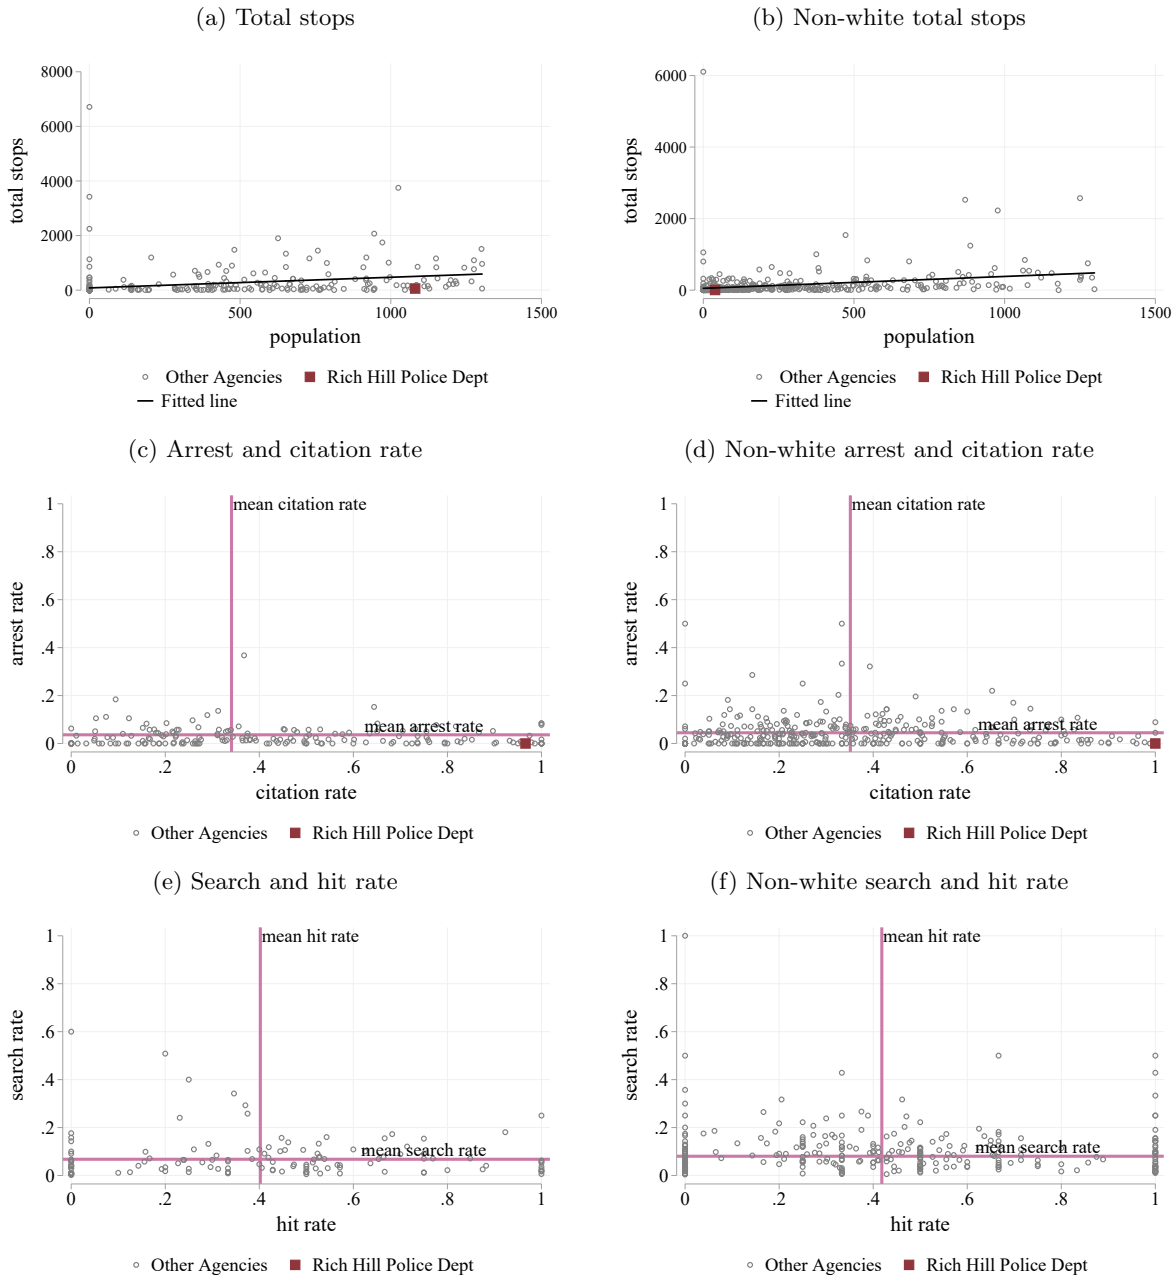 (a) Total stops
(b) Non-white total stops
8000
6000
4000
2000
0
total stops
0 500 1000 1500
population
Other Agencies Rich Hill Police Dept
Fitted line
6000
4000
2000
0
total stops
0 500 1000 1500
population
Other Agencies Rich Hill Police Dept
Fitted line
(c) Arrest and citation rate
(d) Non-white arrest and citation rate
mean citation rate
1
.8
.6
.4
.2
0
arrest rate
mean arrest rate
0 .2 .4 .6 .8 1
citation rate
Other Agencies Rich Hill Police Dept
mean citation rate
1
.8
.6
.4
.2
0
arrest rate
mean arrest rate
0 .2 .4 .6 .8 1
citation rate
Other Agencies Rich Hill Police Dept
(e) Search and hit rate
(f) Non-white search and hit rate
mean hit rate
1
.8
.6
.4
.2
0
search rate
mean search rate
0 .2 .4 .6 .8 1
hit rate
Other Agencies Rich Hill Police Dept
mean hit rate
1
.8
.6
.4
.2
0
search rate
mean search rate
0 .2 .4 .6 .8 1
hit rate
Other Agencies Rich Hill Police Dept